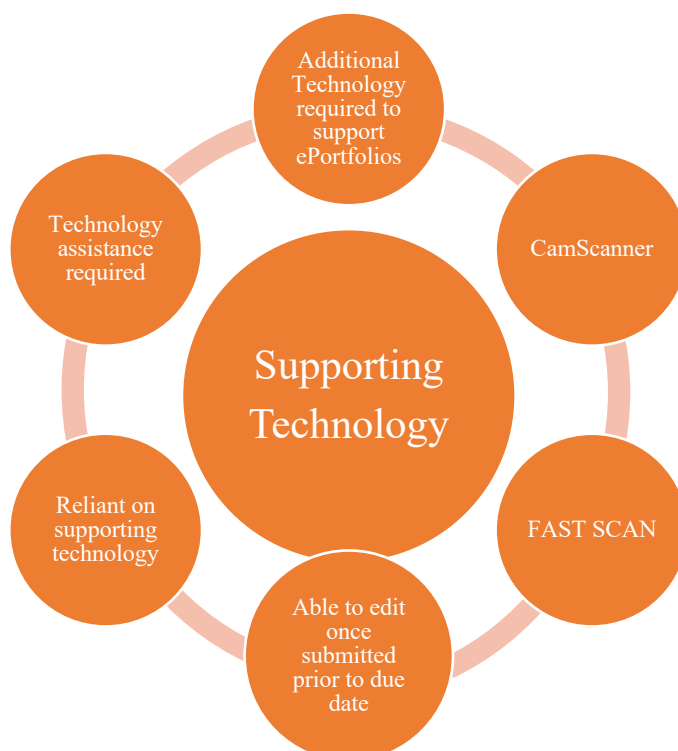 Additional
Technology
required to
support
ePortfolios
CamScanner
FAST SCAN
Able to edit
once
submitted
prior to due
date
Reliant on
supporting
technology
Technology
assistance
required
Supporting
Technology